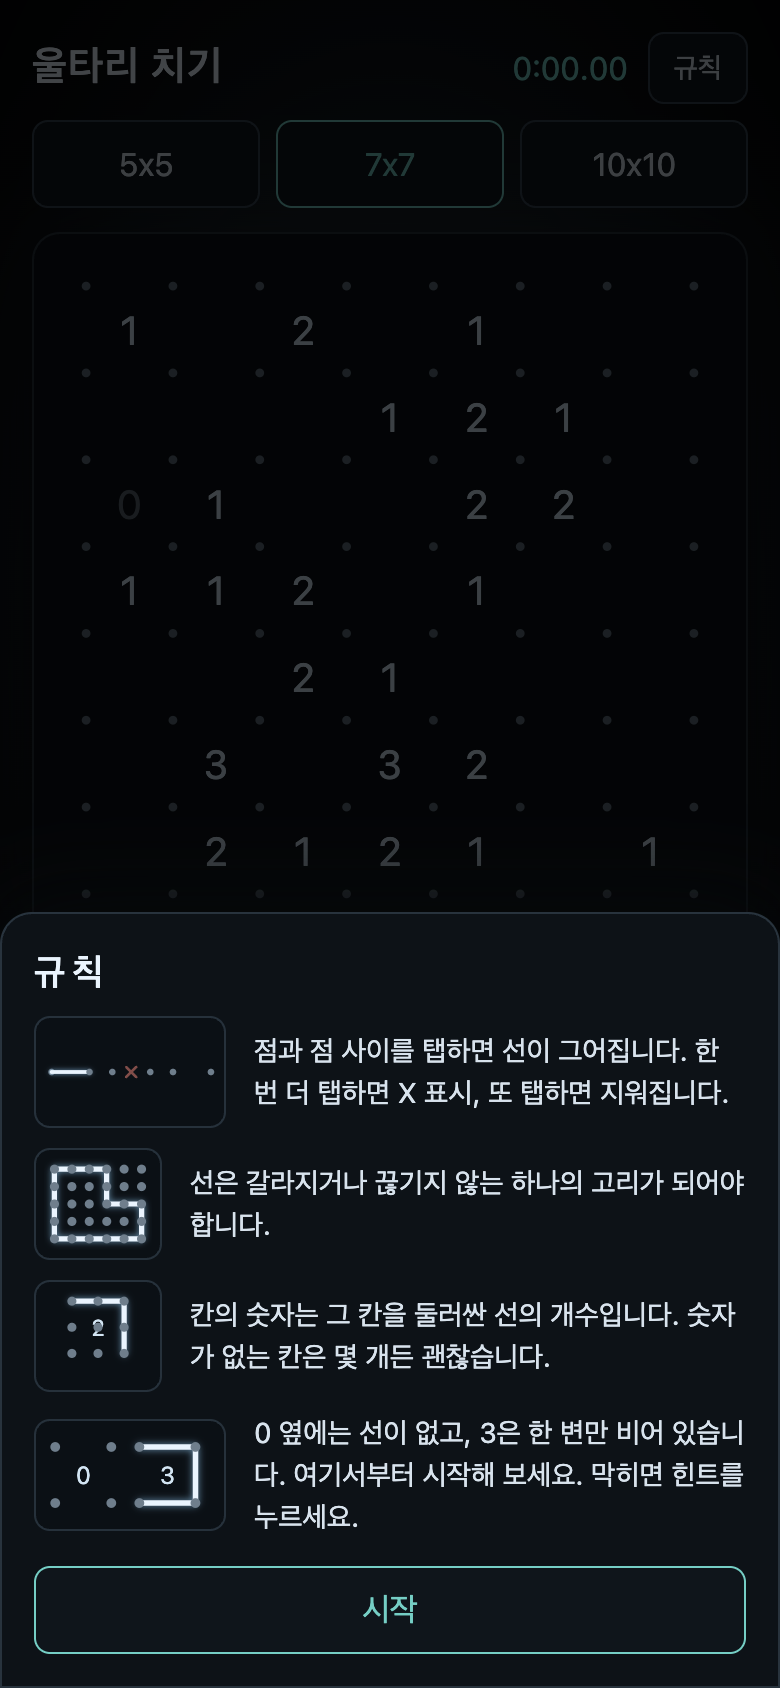 울타리 치기 0:00.00 규칙
5x5 7x7 10x10
1 2 1
1 2 1
0 1 2 2
1 1 2 1
2 1
3 3 2
2 1 2 1 1
규칙
점과 점 사이를 탭하면 선이 그어집니다. 한
번 더 탭하면 X 표시, 또 탭하면 지워집니다.
선은 갈라지거나 끊기지 않는 하나의 고리가 되어야
합니다.
2
칸의 숫자는 그 칸을 둘러싼 선의 개수입니다. 숫자
가 없는 칸은 몇 개든 괜찮습니다.
0 3
0 옆에는 선이 없고, 3은 한 변만 비어 있습니
다. 여기서부터 시작해 보세요. 막히면 힌트를
누르세요.
시작